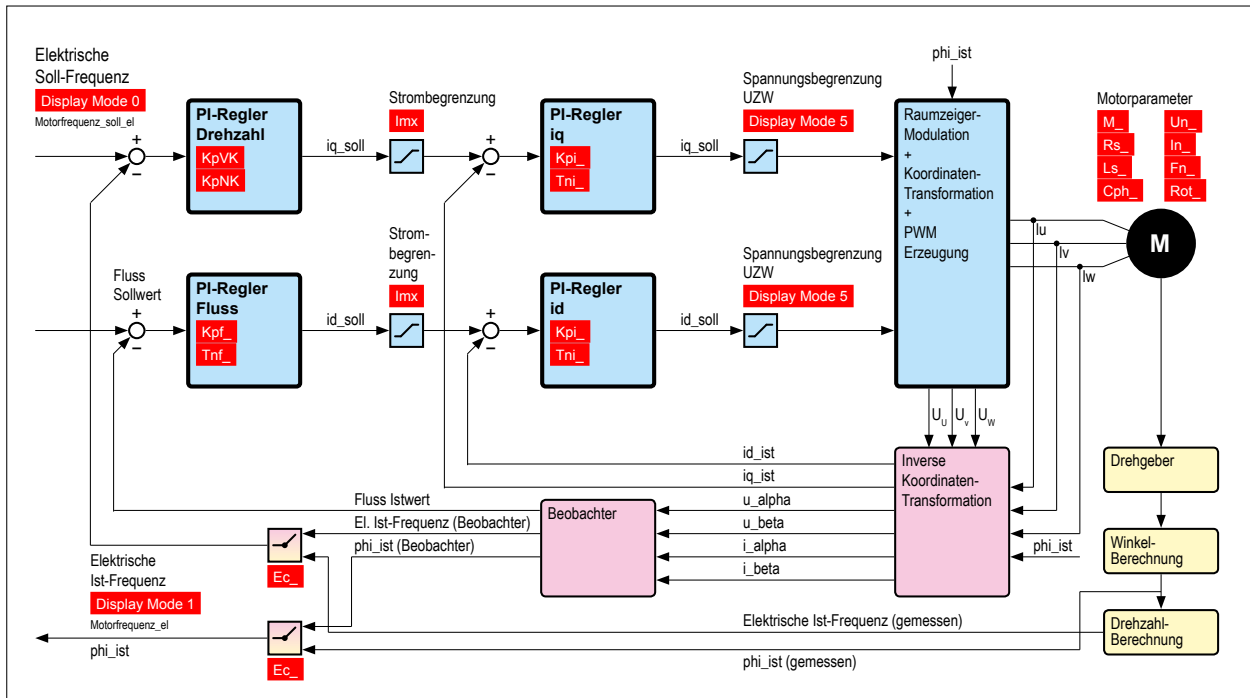 Elektrische
Soll-Frequenz
Display Mode 0
Motorfrequenz_soll_el
+
−
PI-Regler
Drehzahl
KpVK
KpNK
iq_soll
Strombegrenzung
Imx
+
−
PI-Regler
iq
Kpi_
Tni_
iq_soll
Spannungsbegrenzung
UZW
Display Mode 5
phi_ist
Raumzeiger-
Modulation
+
Koordinaten-
Transformation
+
PWM
Erzeugung
Motorparameter
M_
Un_
Rs_
In_
Ls_
Fn_
Cph_
Rot_
Iu
Iv
Iw
M
Fluss
Sollwert
+
−
PI-Regler
Fluss
Kpf_
Tnf_
id_soll
Strom-
begren-
zung
Imx
+
−
PI-Regler
id
Kpi_
Tni_
id_soll
Spannungsbegrenzung
UZW
Display Mode 5
UU
Uv
UW
id_ist
iq_ist
Inverse
Koordinaten-
Transformation
Drehgeber
Fluss Istwert
El. Ist-Frequenz (Beobachter)
phi_ist (Beobachter)
Beobachter
u_alpha
u_beta
i_alpha
i_beta
phi_ist
Winkel-
Berechnung
Ec_
Elektrische
Ist-Frequenz
Display Mode 1
Motorfrequenz_el
phi_ist
Ec_
Elektrische Ist-Frequenz (gemessen)
phi_ist (gemessen)
Drehzahl-
Berechnung